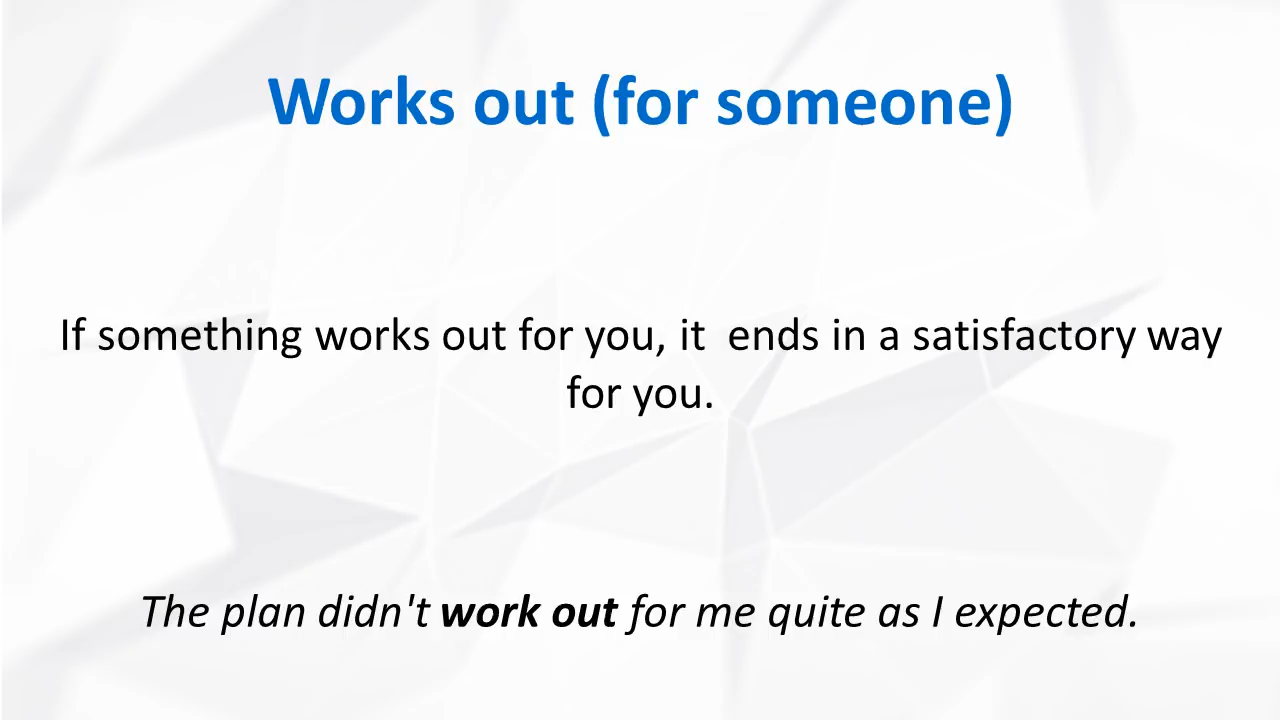 Works out (for someone)
If something works out for you, it  ends in a satisfactory way
for you.
The plan didn't work out for me quite as I expected.